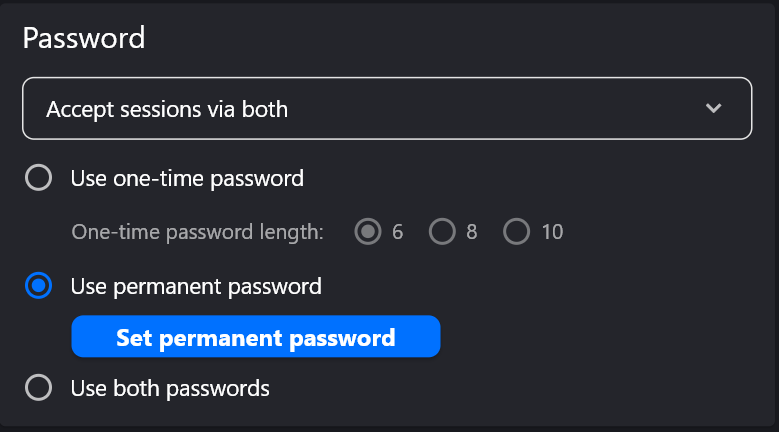 Password
Accept sessions via both
Use one-time password
One-time password length: 6 8 10
Use permanent password
Set permanent password
Use both passwords